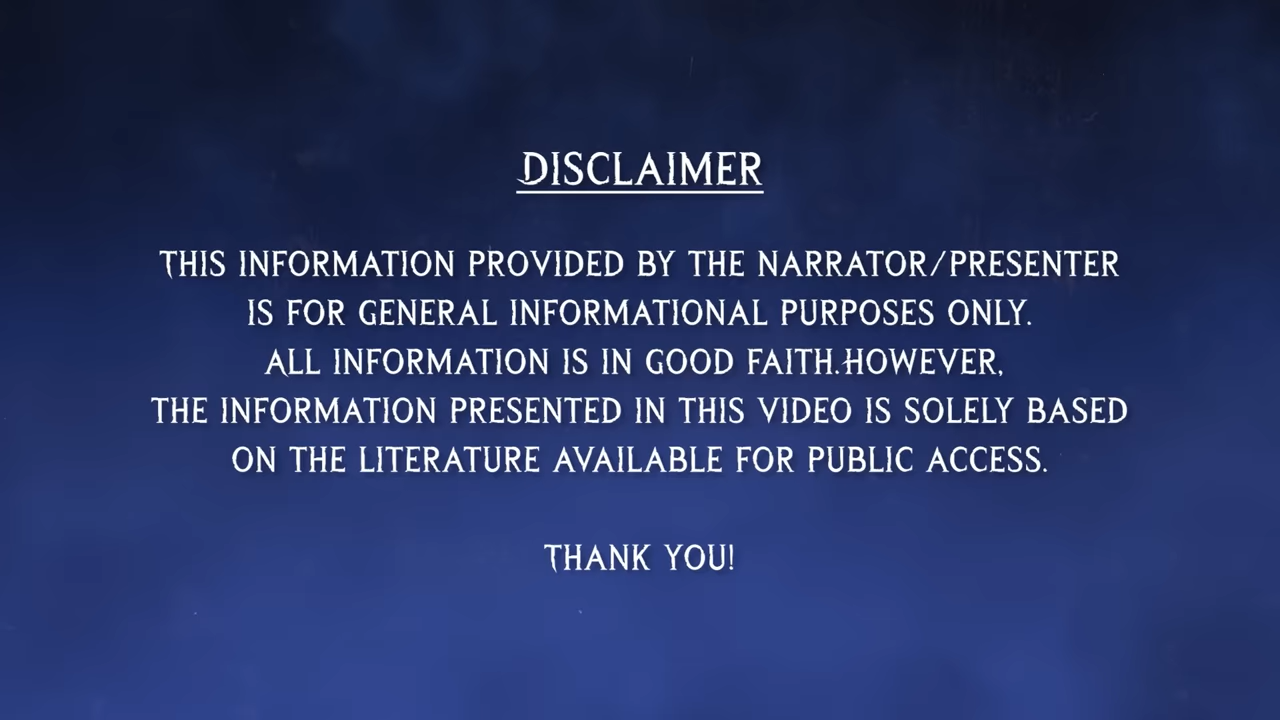 DISCLAIMER
THIS INFORMATION PROVIDED BY THE NARRATOR/PRESENTER
IS FOR GENERAL INFORMATIONAL PURPOSES ONLY.
ALL INFORMATION IS IN GOOD FAITH.HOWEVER,
THE INFORMATION PRESENTED IN THIS VIDEO IS SOLELY BASED
ON THE LITERATURE AVAILABLE FOR PUBLIC ACCESS.
THANK YOU!